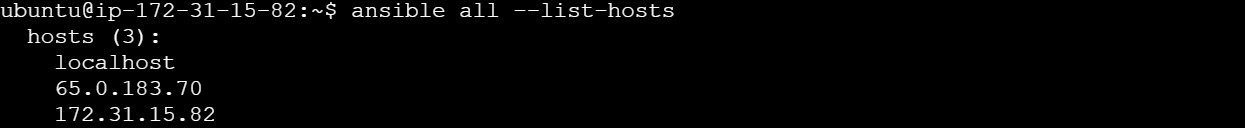 ubuntu@ip-172-31-15-82:~$ ansible all --list-hosts
hosts (3):
localhost
65.0.183.70
172.31.15.82